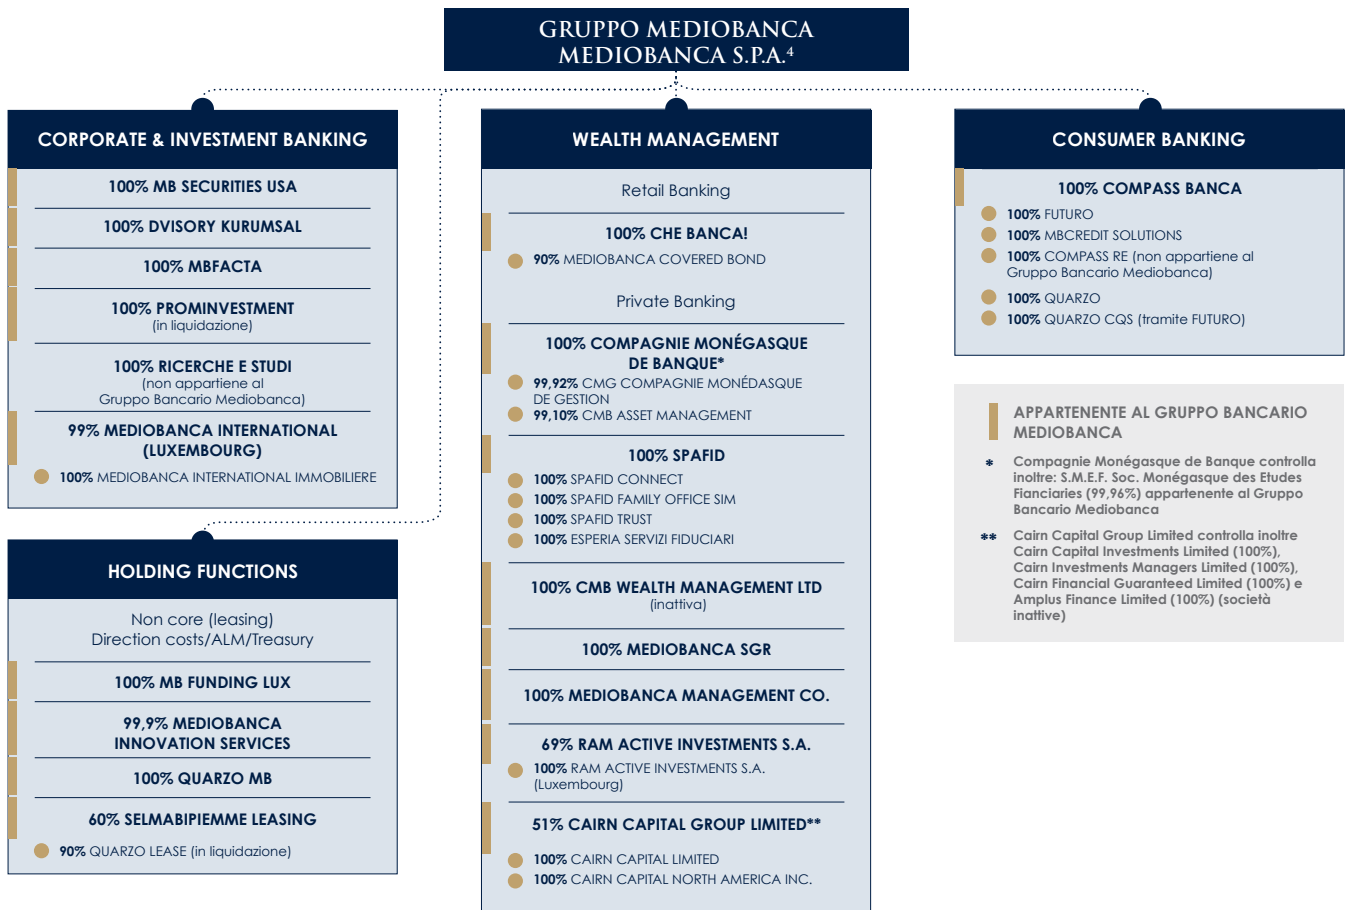 GRUPPO MEDIOBANCA
MEDIOBANCA S.P.A.⁴
CORPORATE & INVESTMENT BANKING
100% MB SECURITIES USA
100% DVISORY KURUMSAL
100% MBFACTA
100% PROMINVESTMENT
(in liquidazione)
100% RICERCHE E STUDI
(non appartiene al
Gruppo Bancario Mediobanca)
99% MEDIOBANCA INTERNATIONAL
(LUXEMBOURG)
100% MEDIOBANCA INTERNATIONAL IMMOBILIERE
HOLDING FUNCTIONS
Non core (leasing)
Direction costs/ALM/Treasury
100% MB FUNDING LUX
99,9% MEDIOBANCA
INNOVATION SERVICES
100% QUARZO MB
60% SELMABIPIEMME LEASING
90% QUARZO LEASE (in liquidazione)
WEALTH MANAGEMENT
Retail Banking
100% CHE BANCA!
90% MEDIOBANCA COVERED BOND
Private Banking
100% COMPAGNIE MONÉGASQUE
DE BANQUE*
99,92% CMG COMPAGNIE MONÉDASQUE
DE GESTION
99,10% CMB ASSET MANAGEMENT
100% SPAFID
100% SPAFID CONNECT
100% SPAFID FAMILY OFFICE SIM
100% SPAFID TRUST
100% ESPERIA SERVIZI FIDUCIARI
100% CMB WEALTH MANAGEMENT LTD
(inattiva)
100% MEDIOBANCA SGR
100% MEDIOBANCA MANAGEMENT CO.
69% RAM ACTIVE INVESTMENTS S.A.
100% RAM ACTIVE INVESTMENTS S.A.
(Luxembourg)
51% CAIRN CAPITAL GROUP LIMITED**
100% CAIRN CAPITAL LIMITED
100% CAIRN CAPITAL NORTH AMERICA INC.
CONSUMER BANKING
100% COMPASS BANCA
100% FUTURO
100% MBCREDIT SOLUTIONS
100% COMPASS RE (non appartiene al
Gruppo Bancario Mediobanca)
100% QUARZO
100% QUARZO CQS (tramite FUTURO)
APPARTENENTE AL GRUPPO BANCARIO
MEDIOBANCA
* Compagnie Monégasque de Banque controlla
inoltre: S.M.E.F. Soc. Monégasque des Etudes
Fianciaries (99,96%) appartenente al Gruppo
Bancario Mediobanca
** Cairn Capital Group Limited controlla inoltre
Cairn Capital Investments Limited (100%),
Cairn Investments Managers Limited (100%),
Cairn Financial Guaranteed Limited (100%) e
Amplus Finance Limited (100%) (società
inattive)